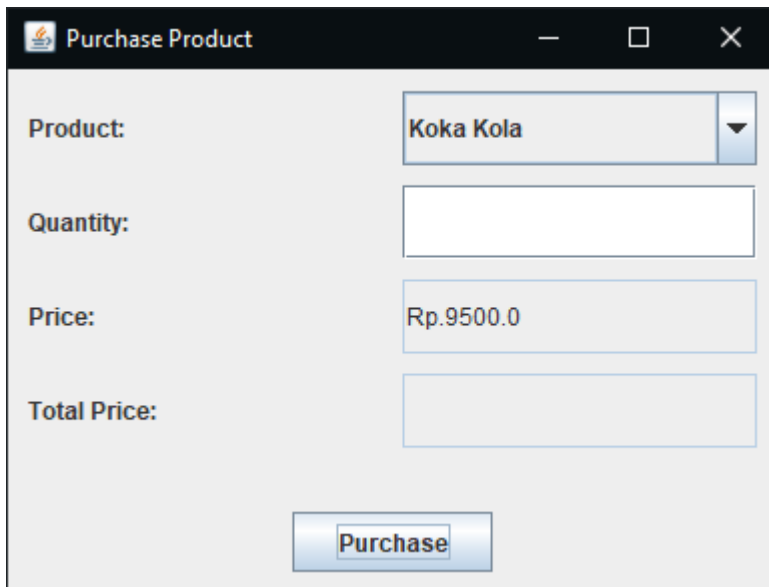 Purchase Product
Product: Koka Kola
Quantity:
Price: Rp.9500.0
Total Price:
Purchase